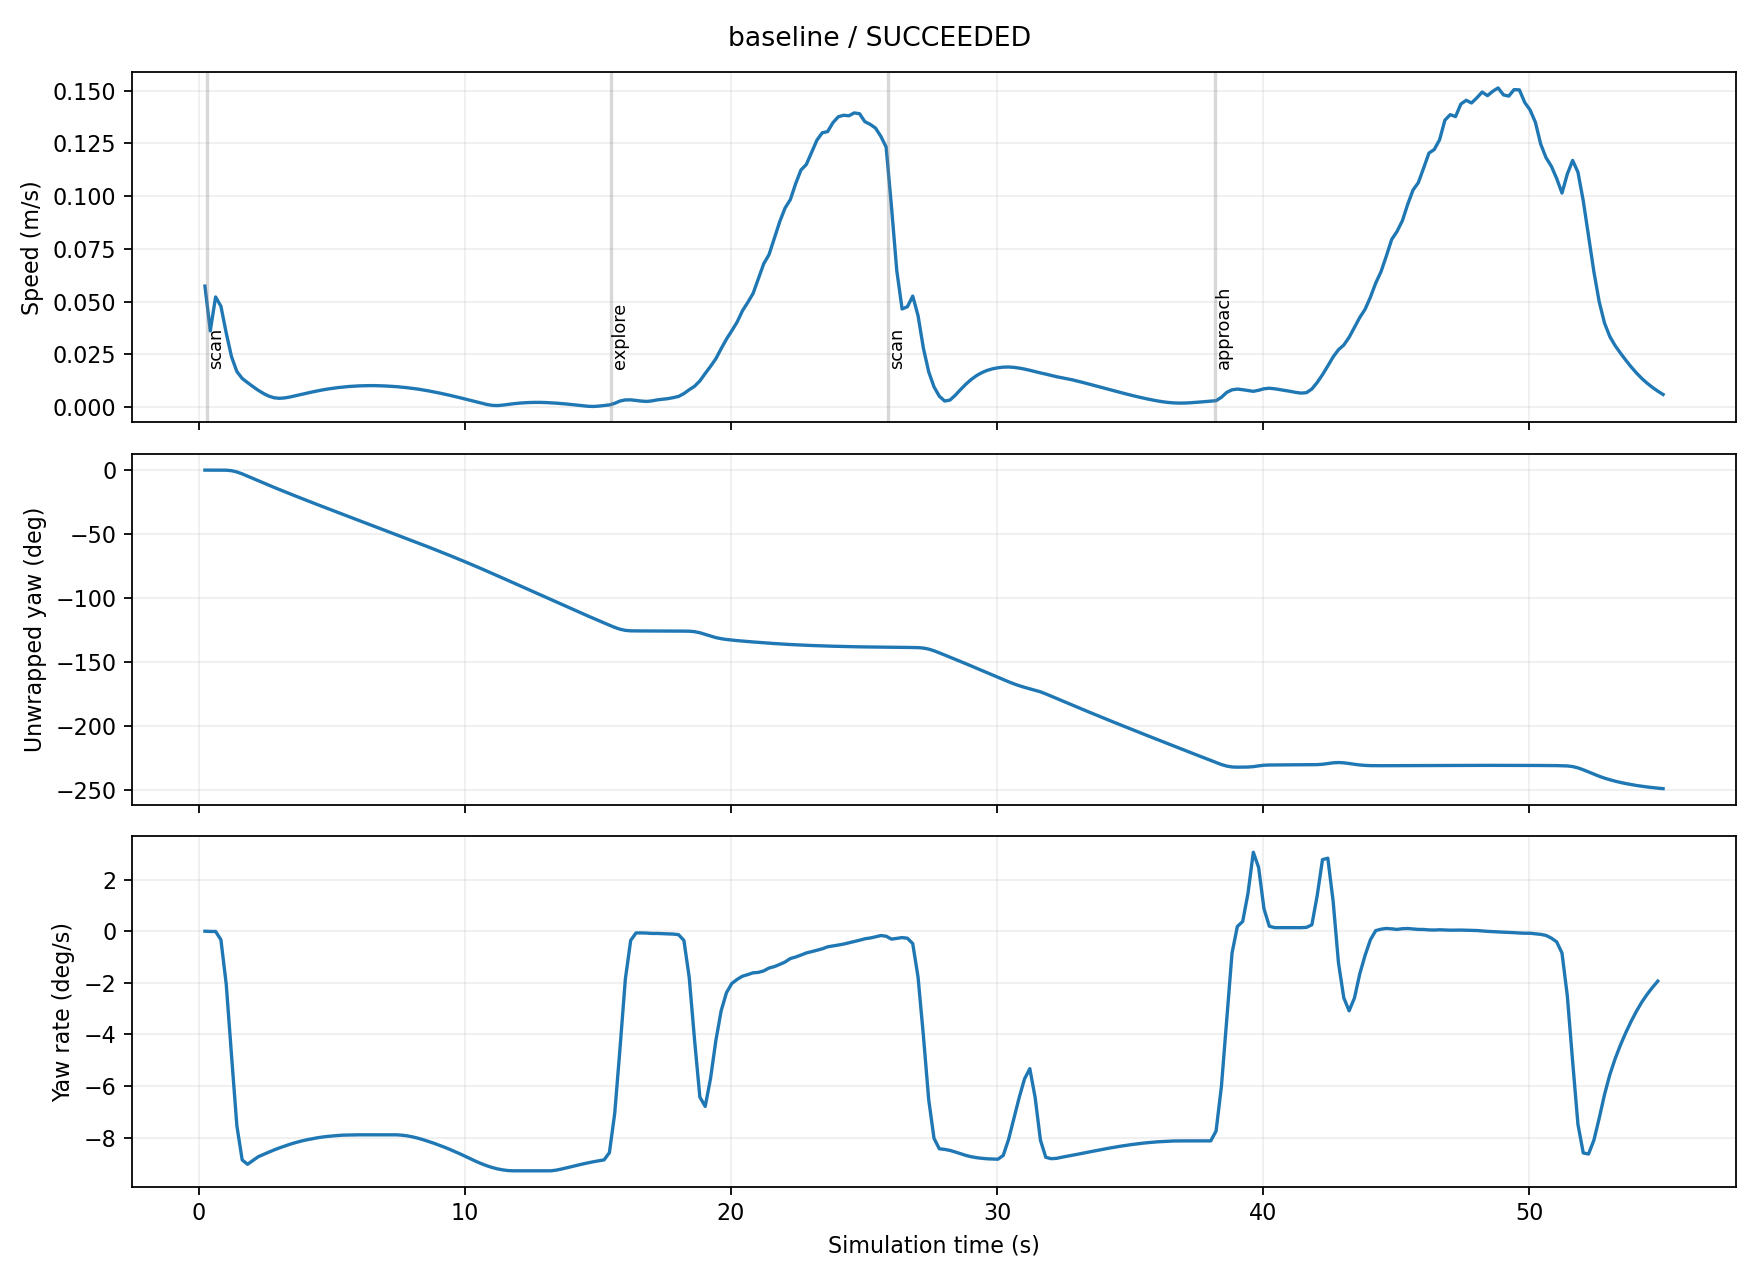 baseline / SUCCEEDED
Speed (m/s)
0.150
0.125
0.100
0.075
0.050
0.025
0.000
scan
explore
scan
approach
Unwrapped yaw (deg)
0
−50
−100
−150
−200
−250
Yaw rate (deg/s)
2
0
−2
−4
−6
−8
0 10 20 30 40 50
Simulation time (s)